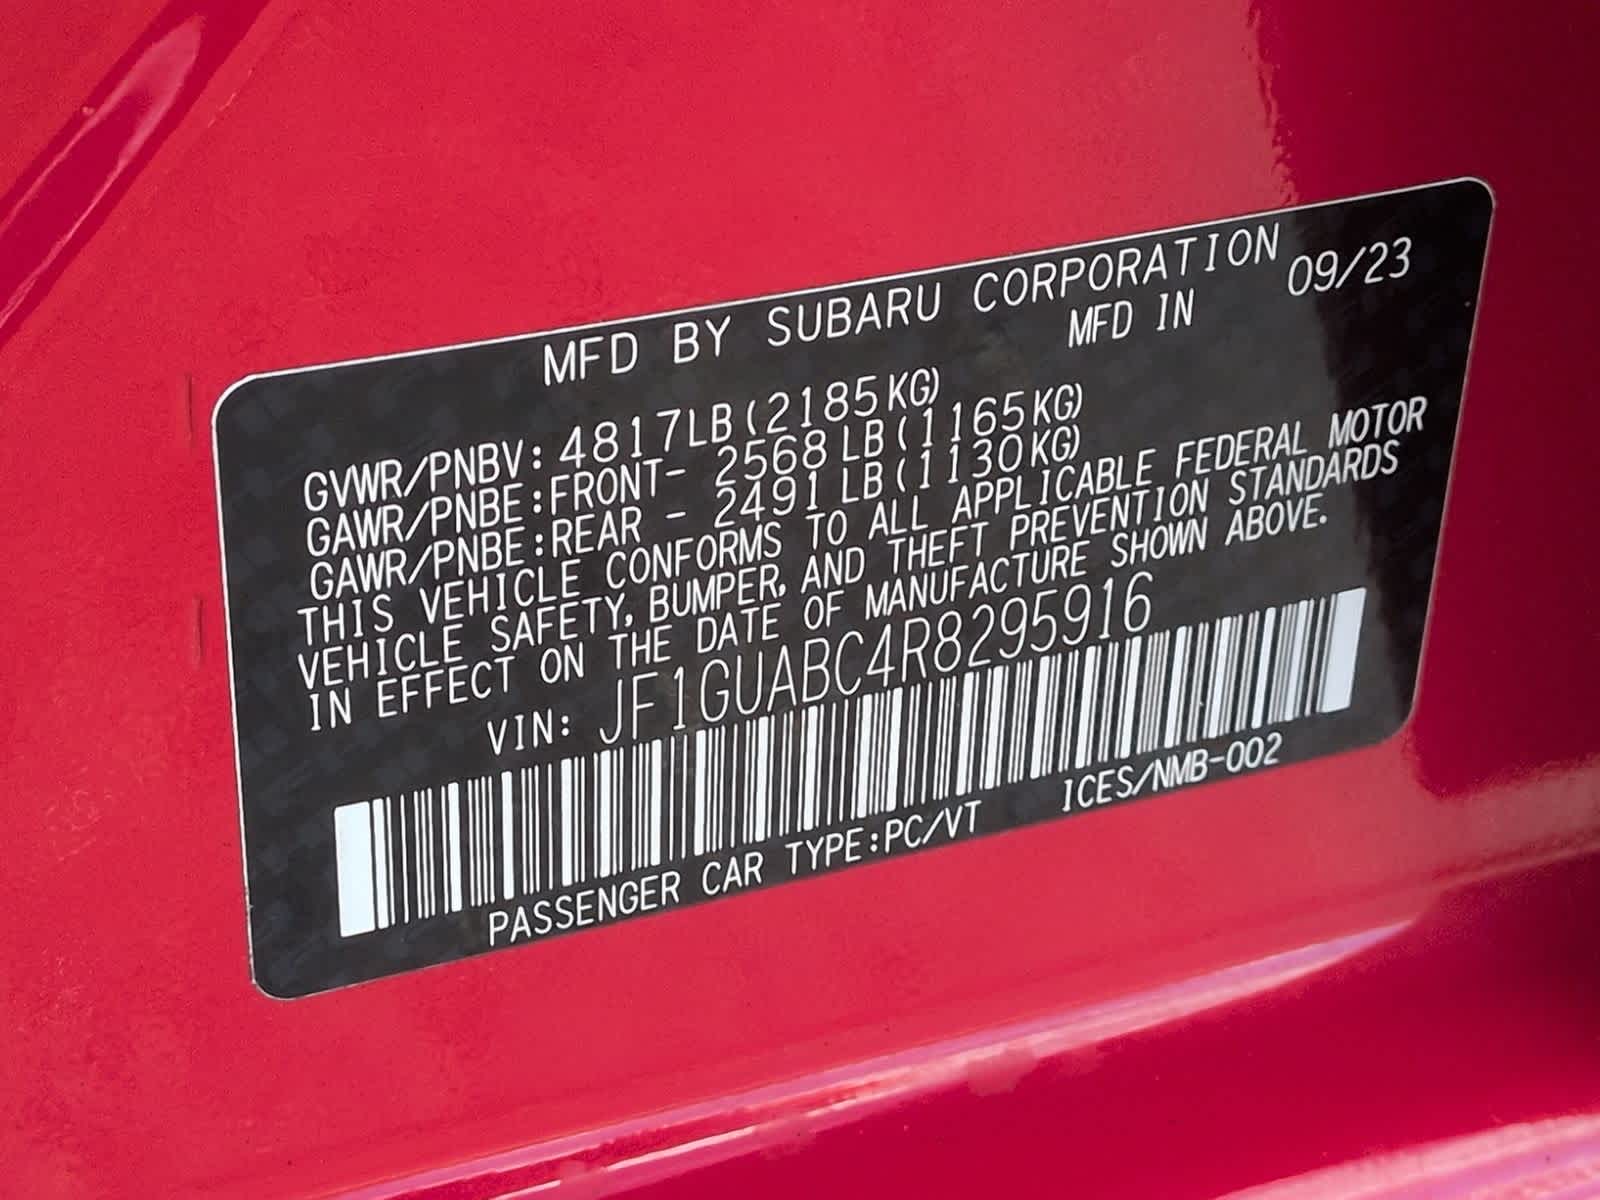 MFD BY SUBARU CORPORATION
MFD IN 09/23
GVWR/PNBV: 4817LB(2185KG)
GAWR/PNBE:FRONT- 2568LB(1165KG)
GAWR/PNBE:REAR - 2491LB(1130KG)
THIS VEHICLE CONFORMS TO ALL APPLICABLE FEDERAL MOTOR
VEHICLE SAFETY, BUMPER, AND THEFT PREVENTION STANDARDS
IN EFFECT ON THE DATE OF MANUFACTURE SHOWN ABOVE.
VIN: JF1GUABC4R8295916
PASSENGER CAR TYPE:PC/VT ICES/NMB-002